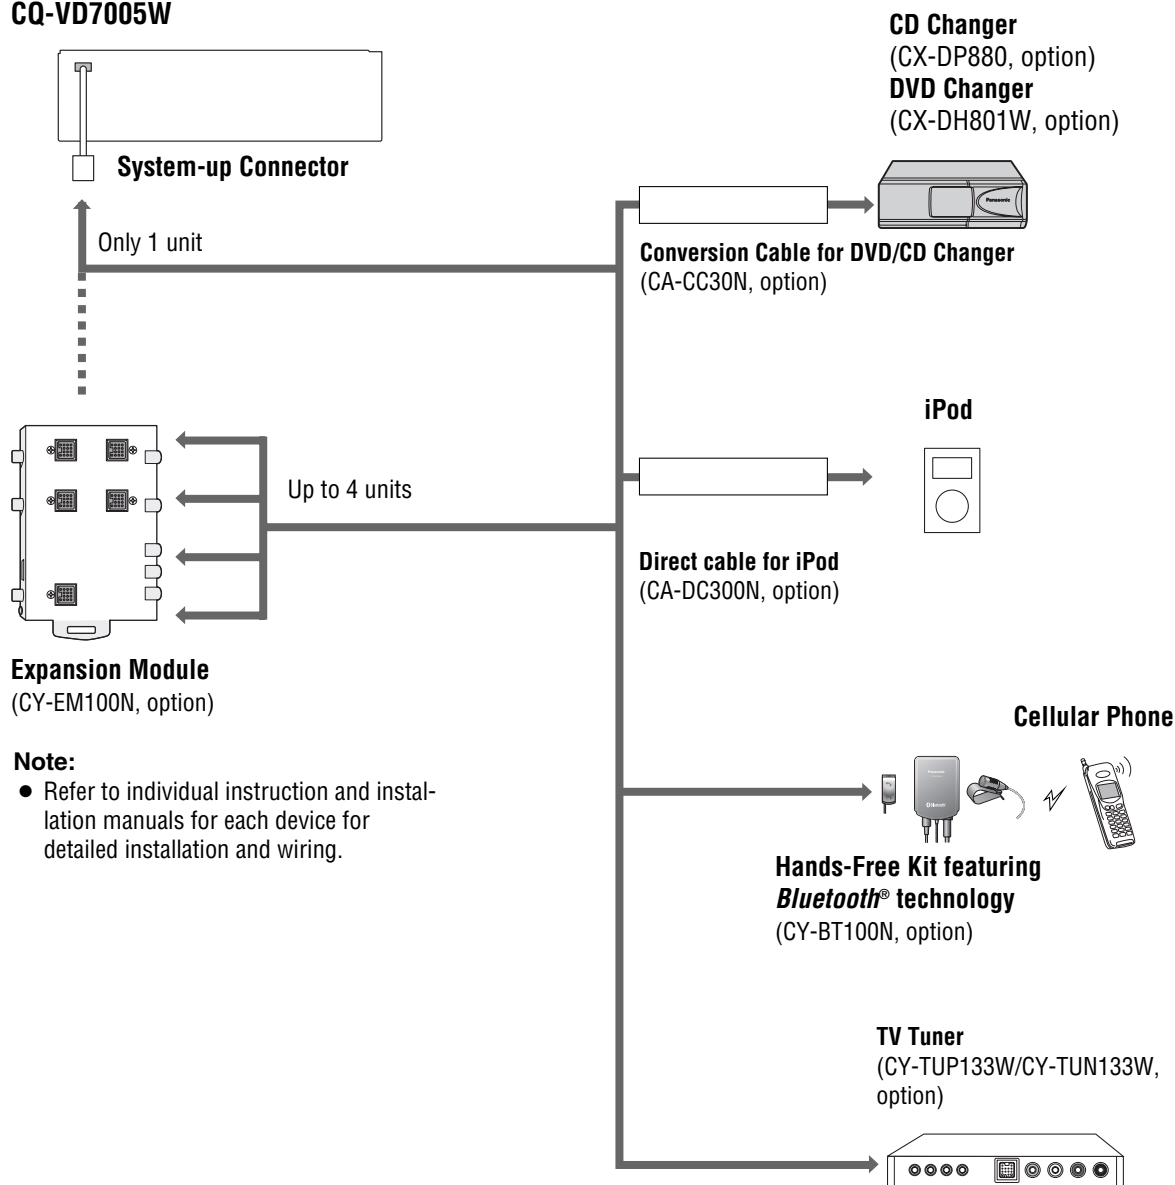 CQ-VD7005W
System-up Connector
Only 1 unit
CD Changer
(CX-DP880, option)
DVD Changer
(CX-DH801W, option)
Panasonic
Conversion Cable for DVD/CD Changer
(CA-CC30N, option)
iPod
Up to 4 units
Direct cable for iPod
(CA-DC300N, option)
Expansion Module
(CY-EM100N, option)
Note:
● Refer to individual instruction and instal-
lation manuals for each device for
detailed installation and wiring.
Cellular Phone
Panasonic
Bluetooth
Hands-Free Kit featuring
Bluetooth® technology
(CY-BT100N, option)
TV Tuner
(CY-TUP133W/CY-TUN133W,
option)